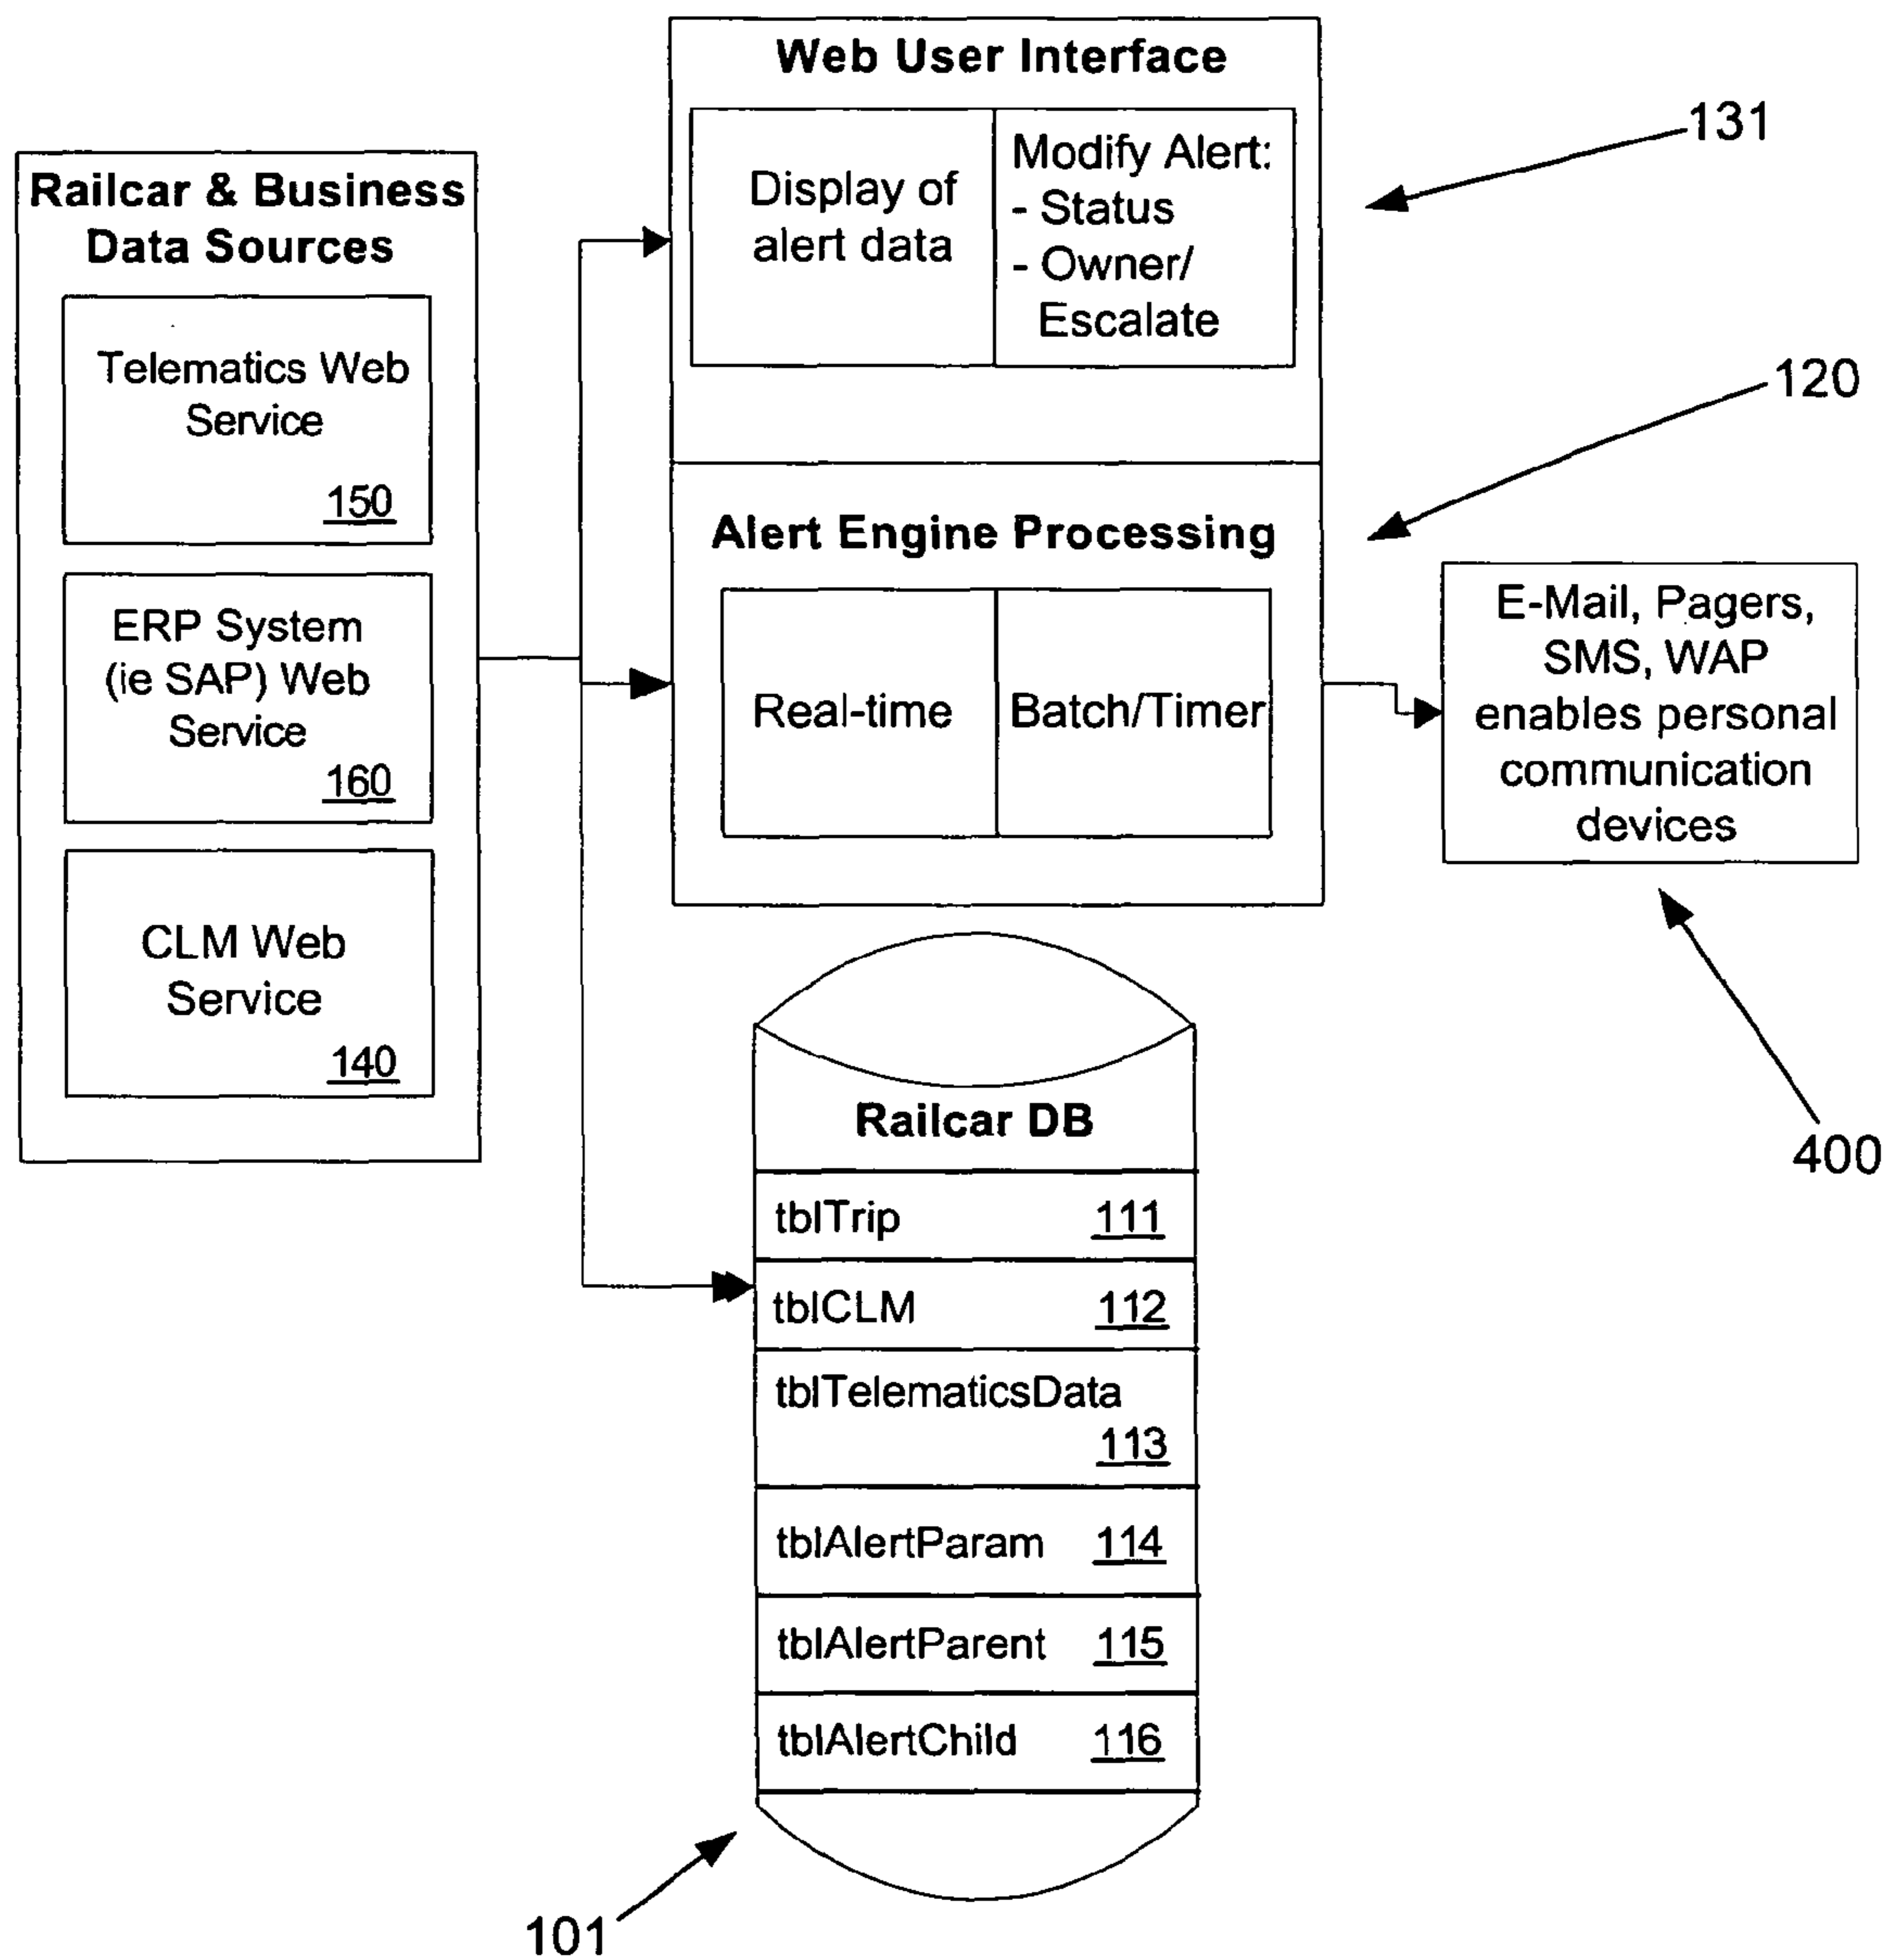 Railcar & Business
Data Sources
Telematics Web
Service
150
ERP System
(ie SAP) Web
Service
160
CLM Web
Service
140
Web User Interface
Display of
alert data
Modify Alert:
- Status
- Owner/
Escalate
131
Alert Engine Processing
Real-time
Batch/Timer
120
E-Mail, Pagers,
SMS, WAP
enables personal
communication
devices
400
Railcar DB
tblTrip 111
tblCLM 112
tblTelematicsData
113
tblAlertParam 114
tblAlertParent 115
tblAlertChild 116
101